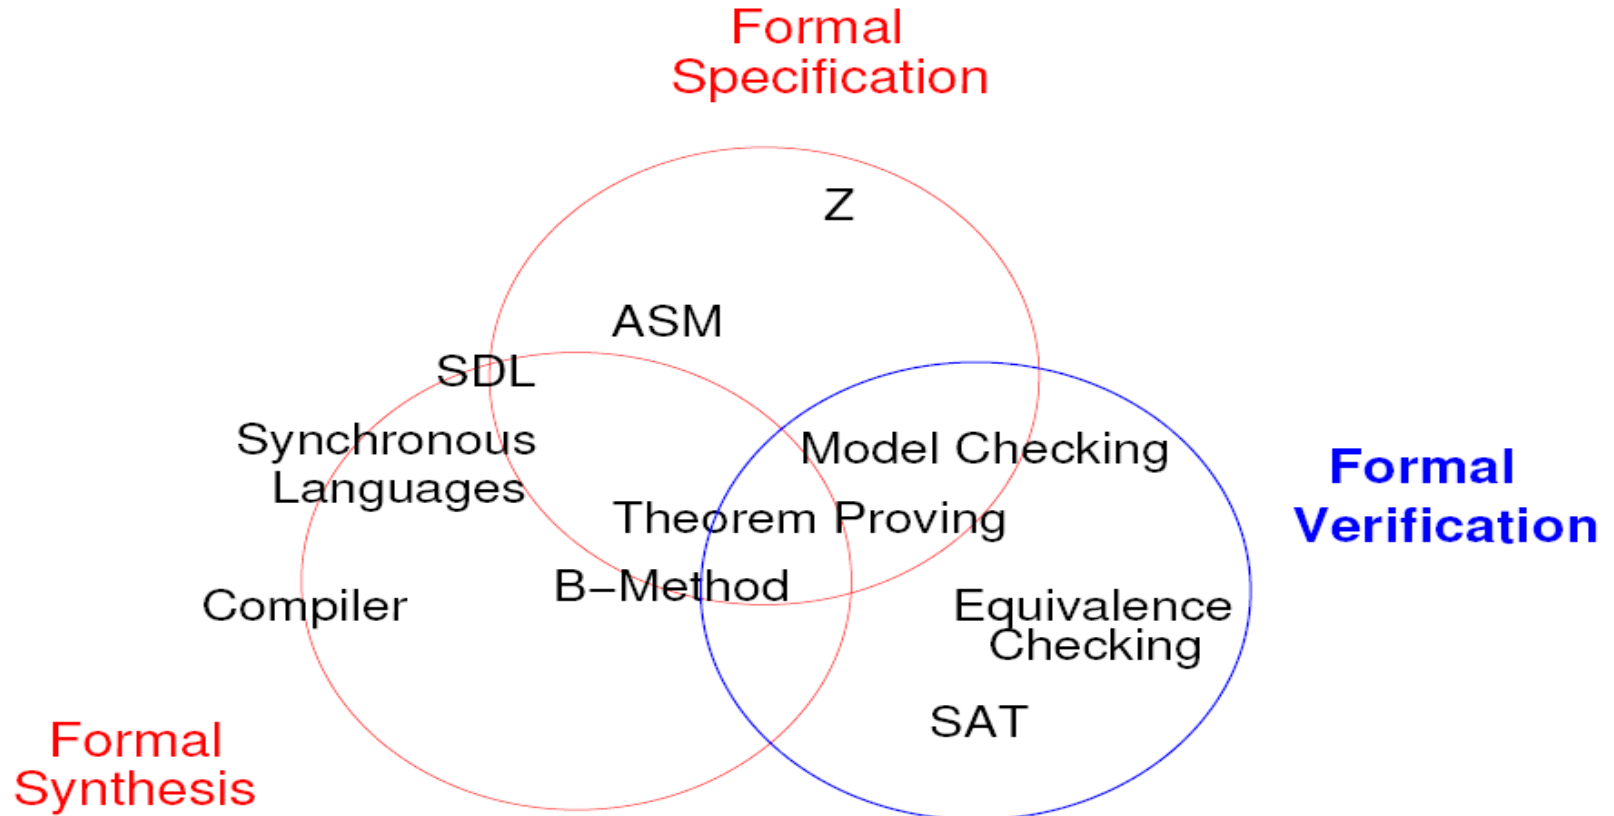 Formal
Specification
Z
ASM
SDL
Synchronous
Languages
Model Checking
Theorem Proving
B–Method
Compiler
Equivalence
Checking
SAT
Formal
Verification
Formal
Synthesis